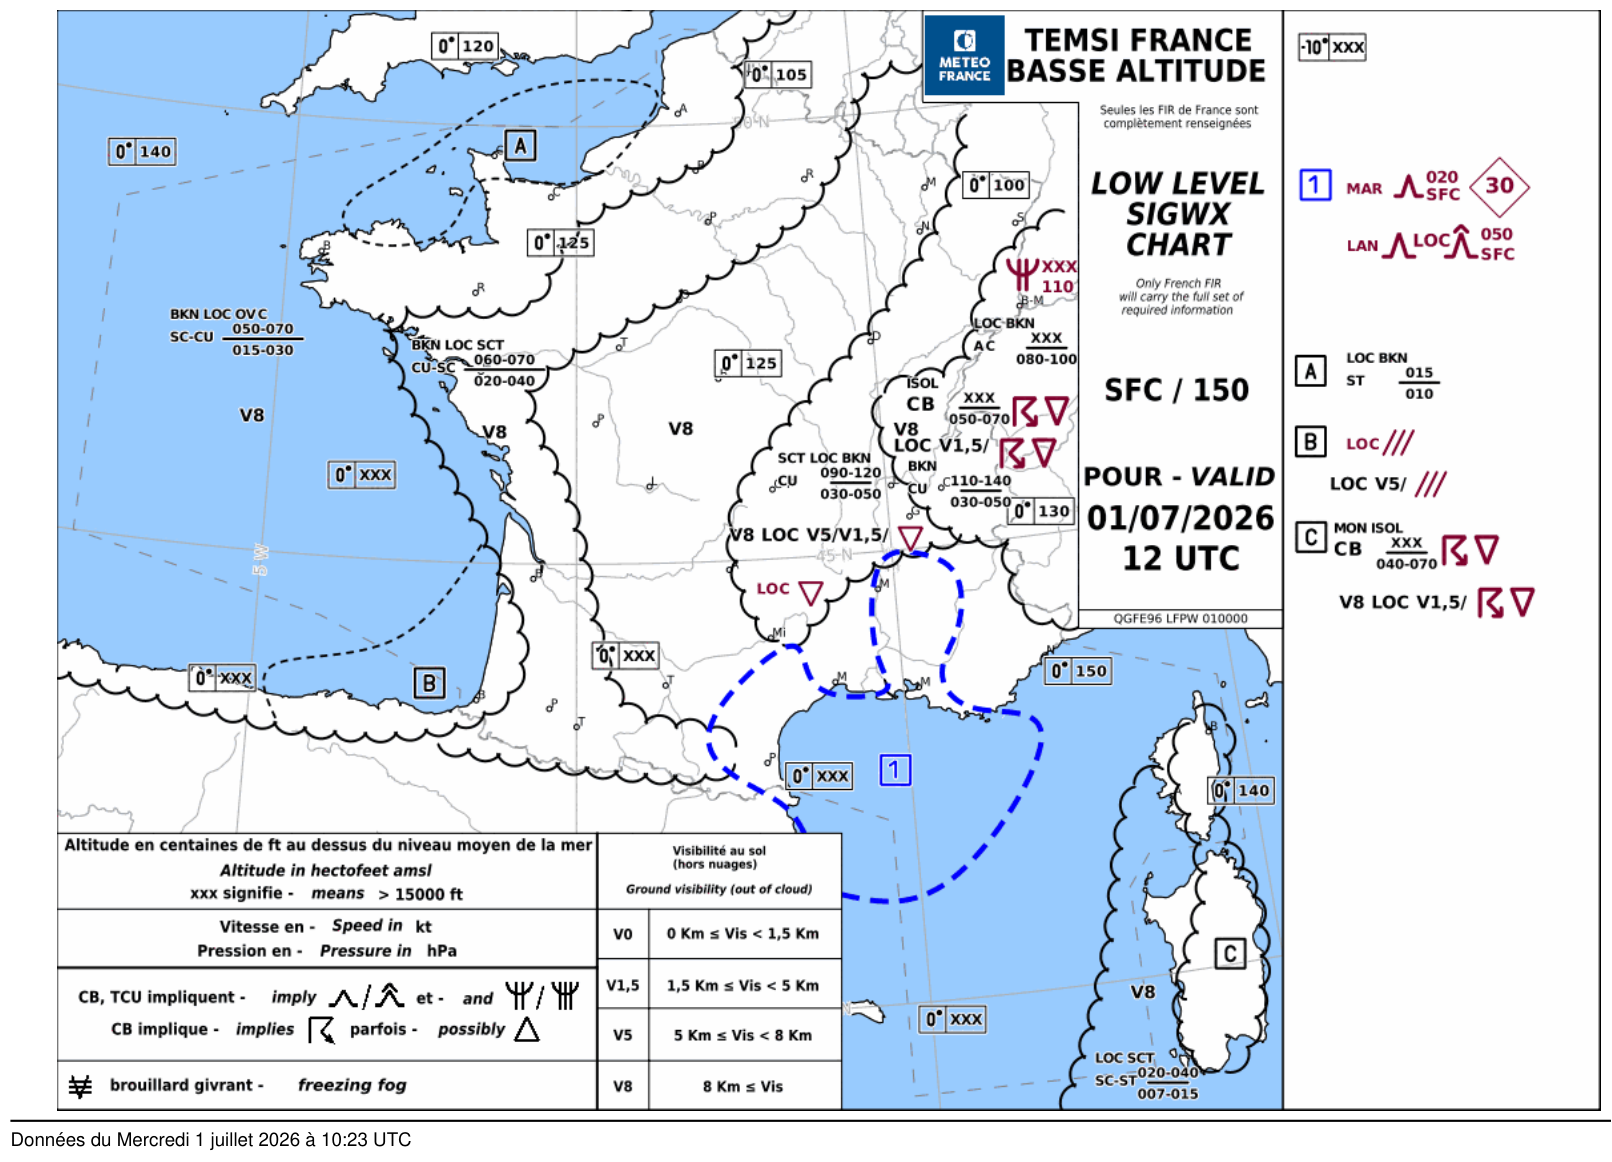 METEO
FRANCE
TEMSI FRANCE
BASSE ALTITUDE
Seules les FIR de France sont
complètement renseignées
LOW LEVEL
SIGWX
CHART
Only French FIR
will carry the full set of
required information
SFC / 150
POUR - VALID
01/07/2026
12 UTC
QGFE96 LFPW 010000
-10° XXX
1
MAR 020
SFC
30
LAN LOC 050
SFC
A
LOC BKN
ST 015
010
B
LOC
LOC V5/
C
MON ISOL
CB XXX
040-070
V8 LOC V1,5/
0° 120
0° 105
50°N
0° 140
A
A
C
C
B
R
R
P
M
N
S
0° 100
0° 125
XXX
110
B-M
BKN LOC OVC
SC-CU 050-070
015-030
V8
BKN LOC SCT
CU-SC 060-070
020-040
V8
T
0° 125
D
LOC BKN
AC XXX
080-100
ISOL
CB XXX
050-070
V8
LOC V1,5/
BKN
CU 110-140
030-050
P
V8
L
SCT LOC BKN
CU 090-120
030-050
C
G
0° 130
0° XXX
V8 LOC V5/V1,5/
45°N
5°W
B
LOC
M
Mi
0° XXX
0° XXX
B
B
P
T
T
M
M
N
0° 150
P
0° XXX
1
B
0° 140
A
C
V8
0° XXX
LOC SCT
SC-ST 020-040
007-015
Altitude en centaines de ft au dessus du niveau moyen de la mer
Altitude in hectofeet amsl
xxx signifie - means > 15000 ft
Vitesse en - Speed in kt
Pression en - Pressure in hPa
CB, TCU impliquent - imply / et - and /
CB implique - implies parfois - possibly
brouillard givrant - freezing fog
Visibilité au sol
(hors nuages)
Ground visibility (out of cloud)
V0 0 Km ≤ Vis < 1,5 Km
V1,5 1,5 Km ≤ Vis < 5 Km
V5 5 Km ≤ Vis < 8 Km
V8 8 Km ≤ Vis
Données du Mercredi 1 juillet 2026 à 10:23 UTC